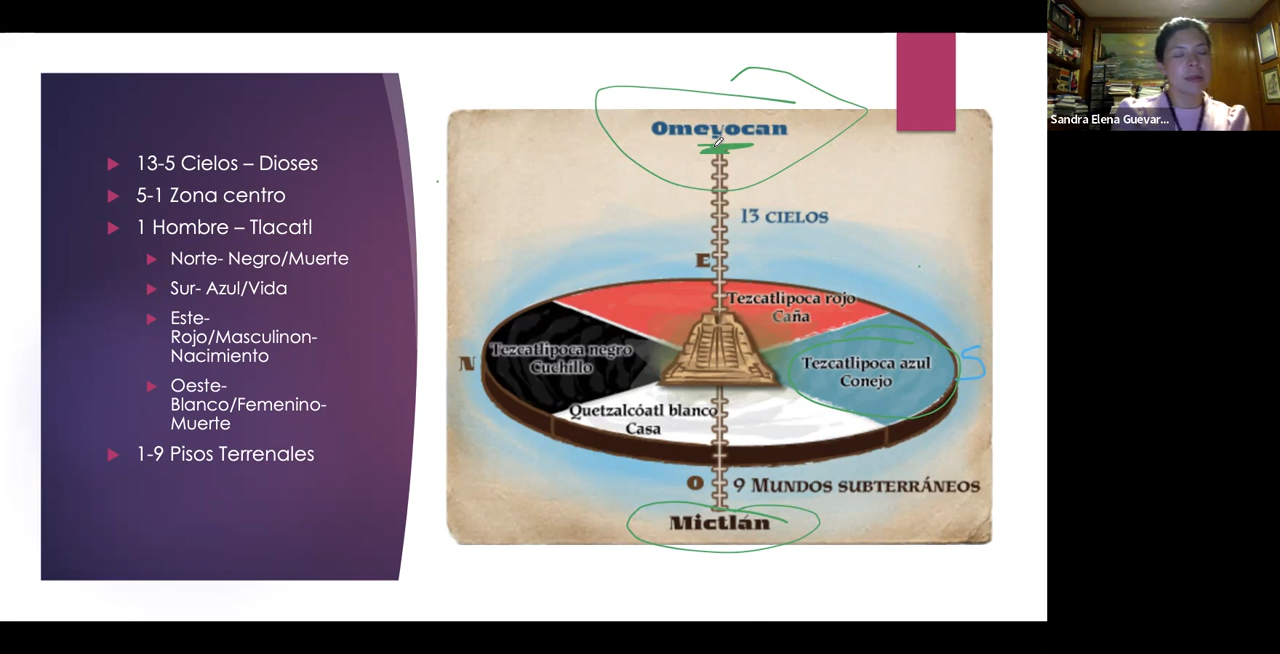 13-5 Cielos – Dioses
5-1 Zona centro
1 Hombre – Tlacatl
Norte- Negro/Muerte
Sur- Azul/Vida
Este-
Rojo/Masculinon-
Nacimiento
Oeste-
Blanco/Femenino-
Muerte
1-9 Pisos Terrenales
Omeyocan
13 CIELOS
E
Tezcatlipoca rojo
Caña
Tezcatlipoca negro
Cuchillo
N
Tezcatlipoca azul
Conejo
S
Quetzalcóatl blanco
Casa
O
9 MUNDOS SUBTERRÁNEOS
Mictlán
Sandra Elena Guevar...